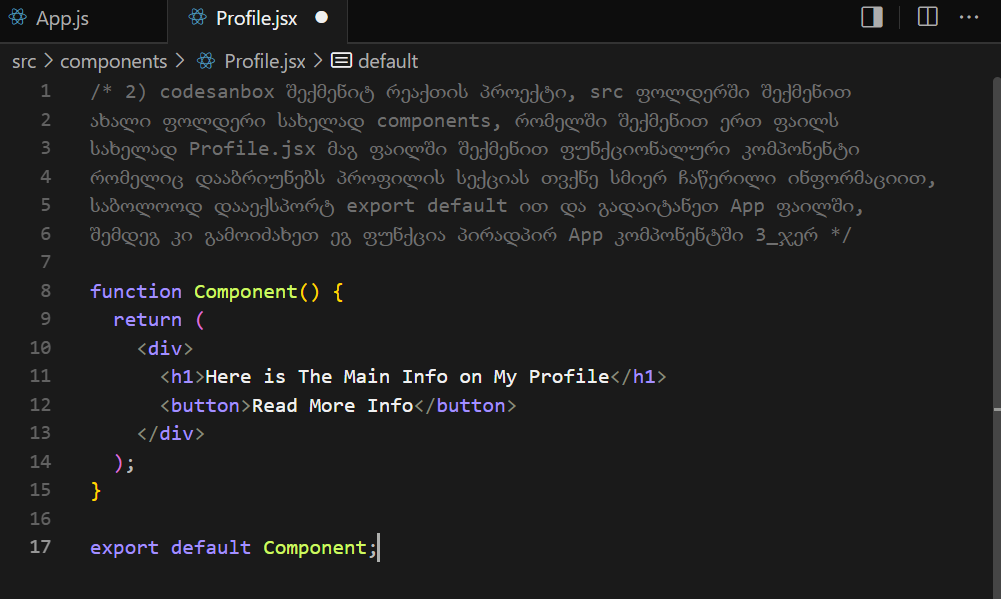 App.js
Profile.jsx
src > components > Profile.jsx > default
1 /* 2) codesanbox შექმენიტ რეაქთის პროექტი, src ფოლდერში შექმენით
2 ახალი ფოლდერი სახელად components, რომელში შექმენით ერთ ფაილს
3 სახელად Profile.jsx მაგ ფაილში შექმენით ფუნქციონალური კომპონენტი
4 რომელიც დააბრიუნებს პროფილის სექციას თვქნე სმიერ ჩაწერილი ინფორმაციით,
5 საბოლოოდ დააექსპორტ export default ით და გადაიტანეთ App ფაილში,
6 შემდეგ კი გამოიძახეთ ეგ ფუნქცია პირადპირ App კომპონენტში 3_ჯერ */
7
8 function Component() {
9 return (
10 <div>
11 <h1>Here is The Main Info on My Profile</h1>
12 <button>Read More Info</button>
13 </div>
14 );
15 }
16
17 export default Component;